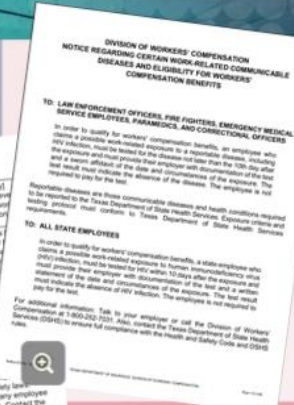 DIVISION OF WORKERS' COMPENSATION
NOTICE REGARDING CERTAIN WORK-RELATED COMMUNICABLE
DISEASES AND ELIGIBILITY FOR WORKERS'
COMPENSATION BENEFITS
TO: LAW ENFORCEMENT OFFICERS, FIRE FIGHTERS, EMERGENCY MEDICAL
SERVICE EMPLOYEES, PARAMEDICS, AND CORRECTIONAL OFFICERS
In order to qualify for workers' compensation benefits, an employee who
claims a possible work-related exposure to a reportable disease, including
HIV infection, must be tested for the disease not later than the 10th day after
the exposure and must provide their employer with documentation of the test
and a sworn affidavit of the date and circumstances of the exposure. The
test result must indicate the absence of the disease. The employee is not
required to pay for the test.
Reportable diseases are those communicable diseases and health conditions required
to be reported to the Texas Department of State Health Services. Exposure criteria and
testing protocol must conform to Texas Department of State Health Services
requirements.
TO: ALL STATE EMPLOYEES
In order to qualify for workers' compensation benefits, a state employee who
claims a possible work-related exposure to human immunodeficiency virus
(HIV) infection, must be tested for HIV within 10 days after the exposure and
must provide their employer with documentation of the test and a written
statement of the date and circumstances of the exposure. The test result
must indicate the absence of HIV infection. The employee is not required to
pay for the test.
For additional information: Talk to your employer or call the Division of Workers'
Compensation at 1-800-252-7031. Also, contact the Texas Department of State Health
Services (DSHS) to ensure full compliance with the Health and Safety Code and DSHS
rules.
any employee
Contact the